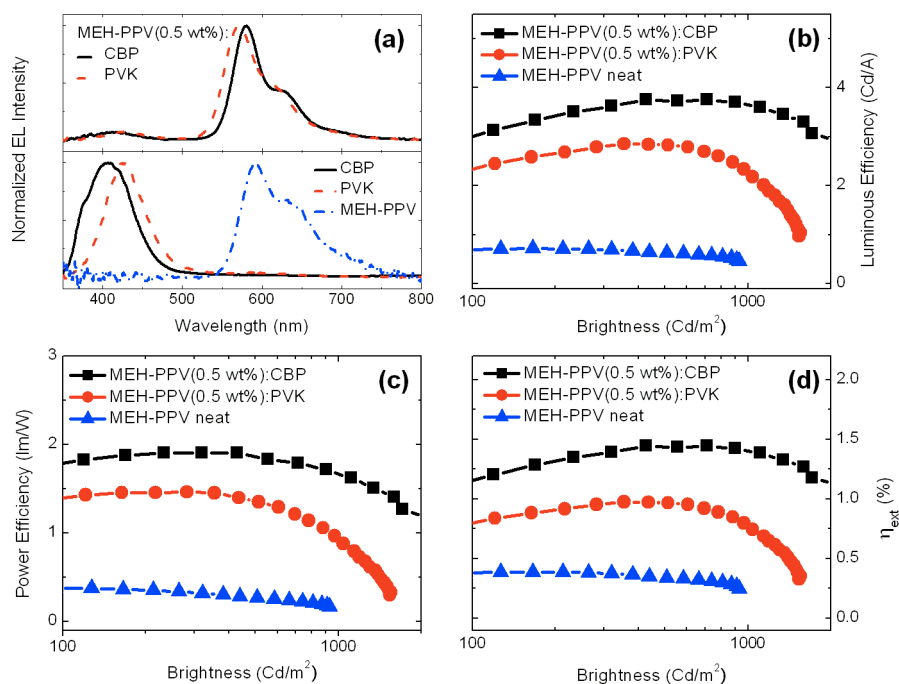 Normalized EL Intensity
MEH-PPV(0.5 wt%):
CBP
PVK
(a)
CBP
PVK
MEH-PPV
400 500 600 700 800
Wavelength (nm)
MEH-PPV(0.5 wt%):CBP
MEH-PPV(0.5 wt%):PVK
MEH-PPV neat
(b)
4
2
0
Luminous Efficiency (Cd/A)
100 1000
Brightness (Cd/m²)
Power Efficiency (lm/W)
3
2
1
0
MEH-PPV(0.5 wt%):CBP
MEH-PPV(0.5 wt%):PVK
MEH-PPV neat
(c)
100 1000
Brightness (Cd/m²)
MEH-PPV(0.5 wt%):CBP
MEH-PPV(0.5 wt%):PVK
MEH-PPV neat
(d)
2.0
1.5
1.0
0.5
0.0
η_ext (%)
100 1000
Brightness (Cd/m²)